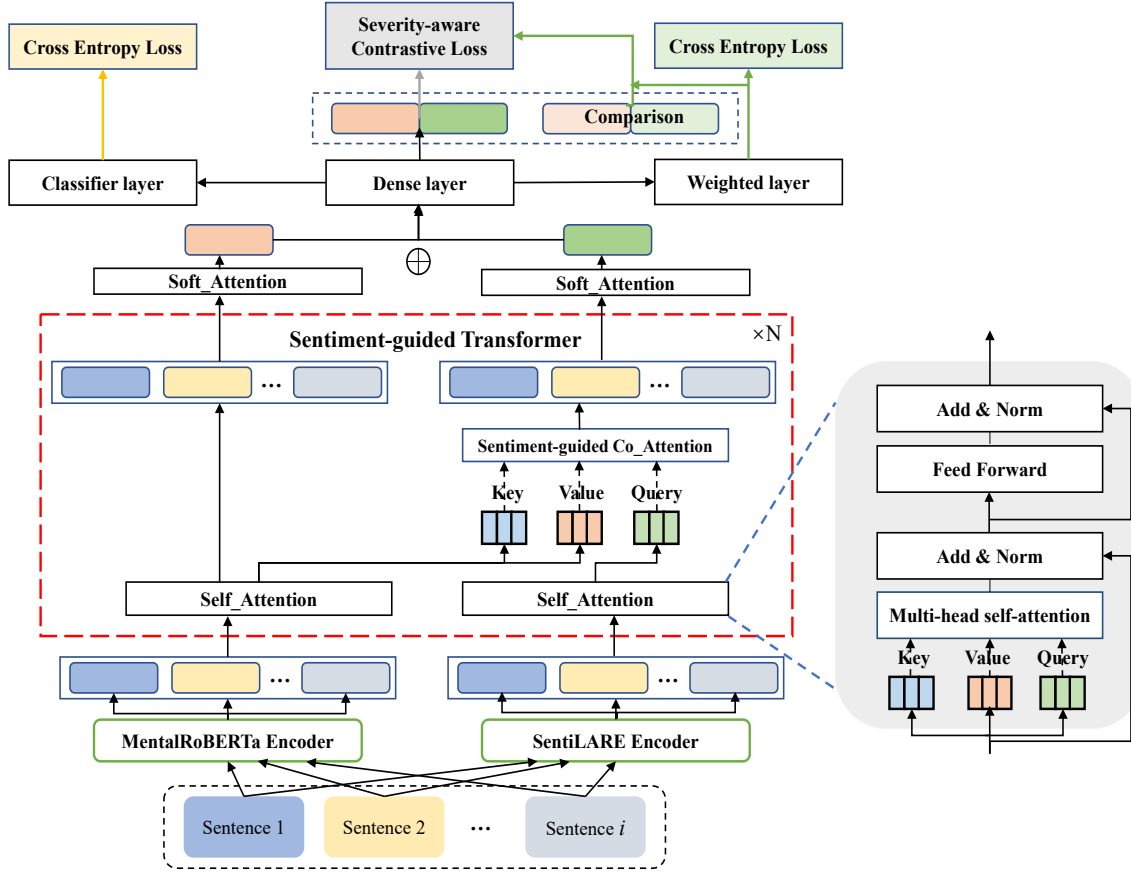 Cross Entropy Loss
Severity-aware
Contrastive Loss
Cross Entropy Loss
Comparison
Classifier layer
Dense layer
Weighted layer
Soft_Attention
Soft_Attention
Sentiment-guided Transformer
×N
...
...
Sentiment-guided Co_Attention
Key
Value
Query
Self_Attention
Self_Attention
...
...
MentalRoBERTa Encoder
SentiLARE Encoder
Sentence 1
Sentence 2
...
Sentence i
Add & Norm
Feed Forward
Add & Norm
Multi-head self-attention
Key
Value
Query